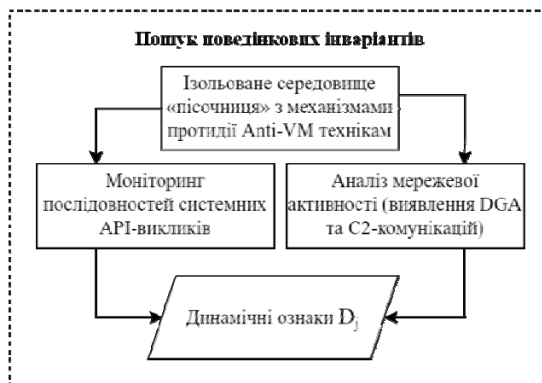 Пошук поведінкових інваріантів
Ізольоване середовище
«пісочниця» з механізмами
протидії Anti-VM технікам
Моніторинг
послідовностей системних
API-викликів
Аналіз мережевої
активності (виявлення DGA
та C2-комунікацій)
Динамічні ознаки Dj